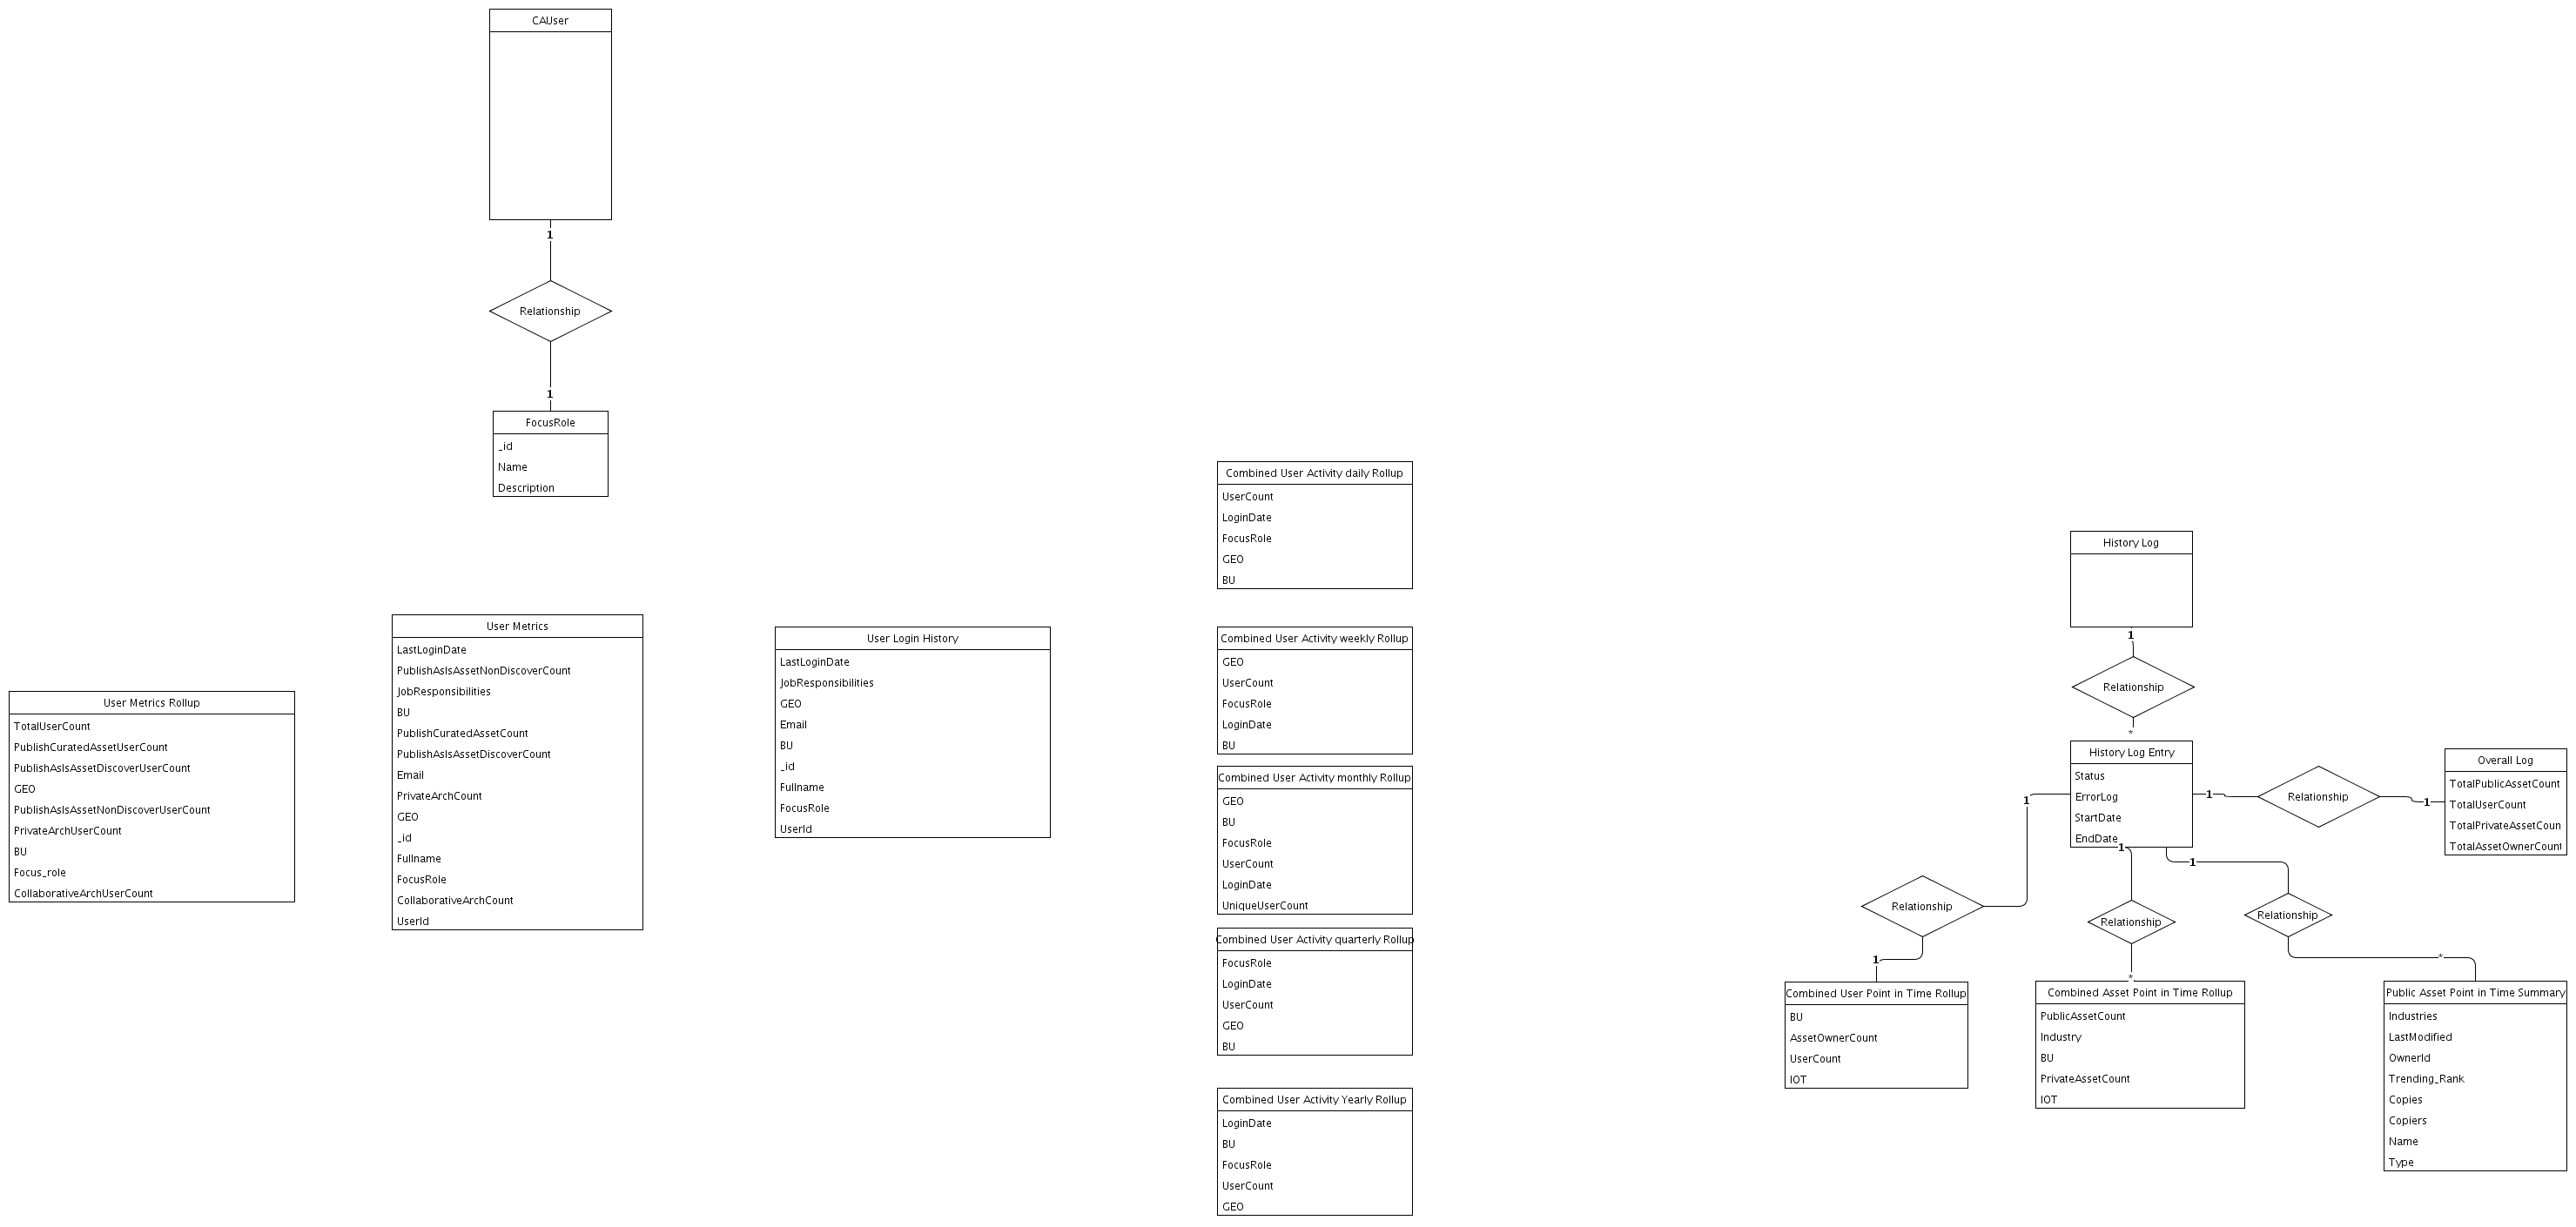 CAUser
1
Relationship
1
FocusRole
_id
Name
Description
User Metrics Rollup
TotalUserCount
PublishCuratedAssetUserCount
PublishAsIsAssetDiscoverUserCount
GEO
PublishAsIsAssetNonDiscoverUserCount
PrivateArchUserCount
BU
Focus_role
CollaborativeArchUserCount
User Metrics
LastLoginDate
PublishAsIsAssetNonDiscoverCount
JobResponsibilities
BU
PublishCuratedAssetCount
PublishAsIsAssetDiscoverCount
Email
PrivateArchCount
GEO
_id
Fullname
FocusRole
CollaborativeArchCount
UserId
User Login History
LastLoginDate
JobResponsibilities
GEO
Email
BU
_id
Fullname
FocusRole
UserId
Combined User Activity daily Rollup
UserCount
LoginDate
FocusRole
GEO
BU
Combined User Activity weekly Rollup
GEO
UserCount
FocusRole
LoginDate
BU
Combined User Activity monthly Rollup
GEO
BU
FocusRole
UserCount
LoginDate
UniqueUserCount
Combined User Activity quarterly Rollup
FocusRole
LoginDate
UserCount
GEO
BU
Combined User Activity Yearly Rollup
LoginDate
BU
FocusRole
UserCount
GEO
History Log
1
Relationship
*
History Log Entry
Status
ErrorLog
StartDate
EndDate
1
Relationship
1
Overall Log
TotalPublicAssetCount
TotalUserCount
TotalPrivateAssetCoun
TotalAssetOwnerCount
1
Relationship
1
Combined User Point in Time Rollup
BU
AssetOwnerCount
UserCount
IOT
1
Relationship
*
Combined Asset Point in Time Rollup
PublicAssetCount
Industry
BU
PrivateAssetCount
IOT
1
Relationship
*
Public Asset Point in Time Summary
Industries
LastModified
OwnerId
Trending_Rank
Copies
Copiers
Name
Type